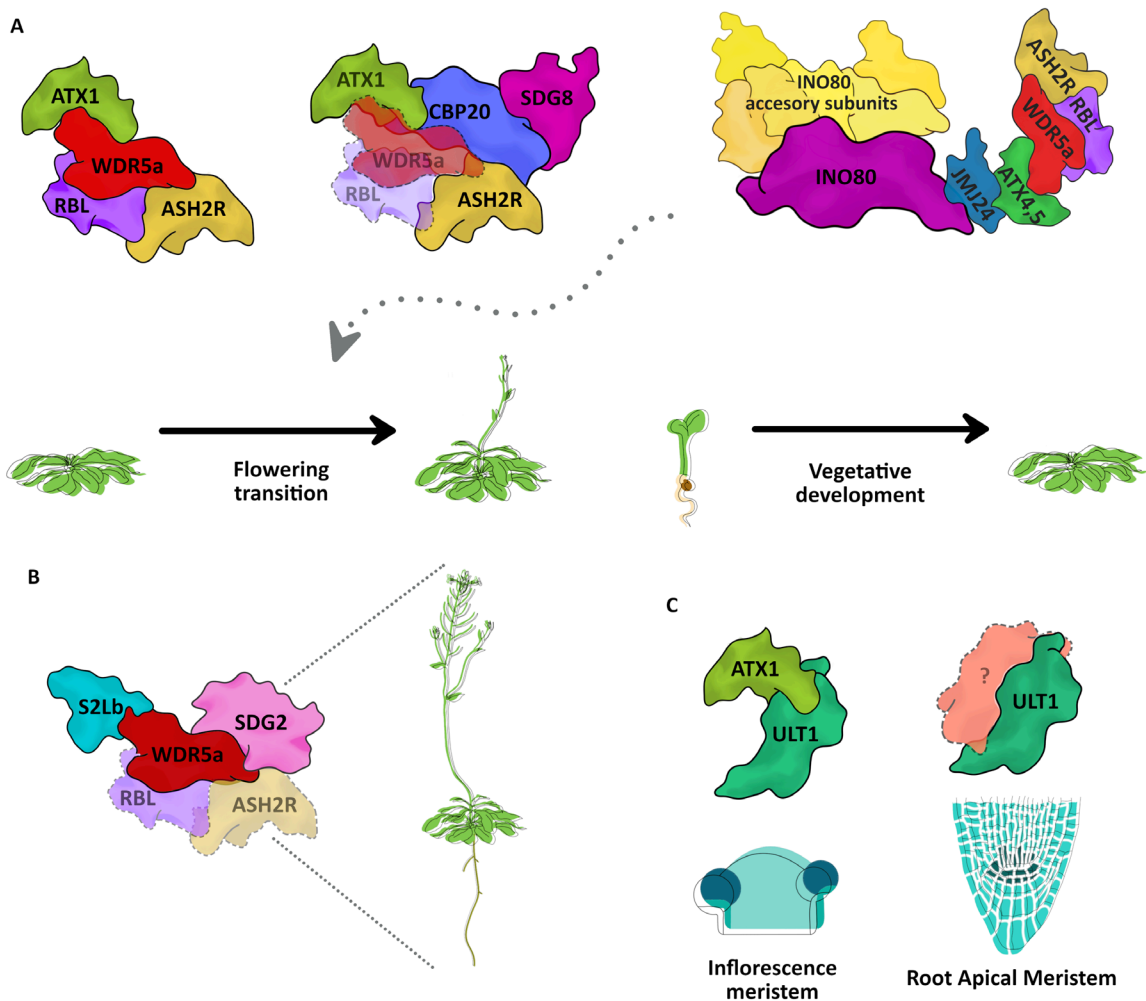 A
ATX1
WDR5a
RBL
ASH2R
ATX1
CBP20
SDG8
WDR5a
RBL
ASH2R
INO80
accesory subunits
INO80
JMJ24
ATX4,5
WDR5a
RBL
ASH2R
Flowering
transition
Vegetative
development
B
S2Lb
SDG2
WDR5a
RBL
ASH2R
C
ATX1
ULT1
?
ULT1
Inflorescence
meristem
Root Apical Meristem